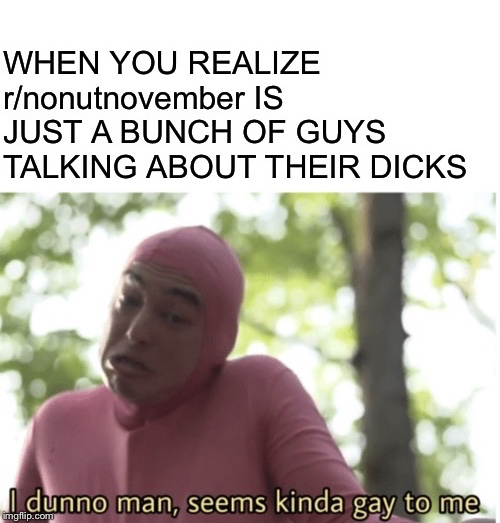 WHEN YOU REALIZE
r/nonutnovember IS
JUST A BUNCH OF GUYS
TALKING ABOUT THEIR DICKS
I dunno man, seems kinda gay to me
imgflip.com